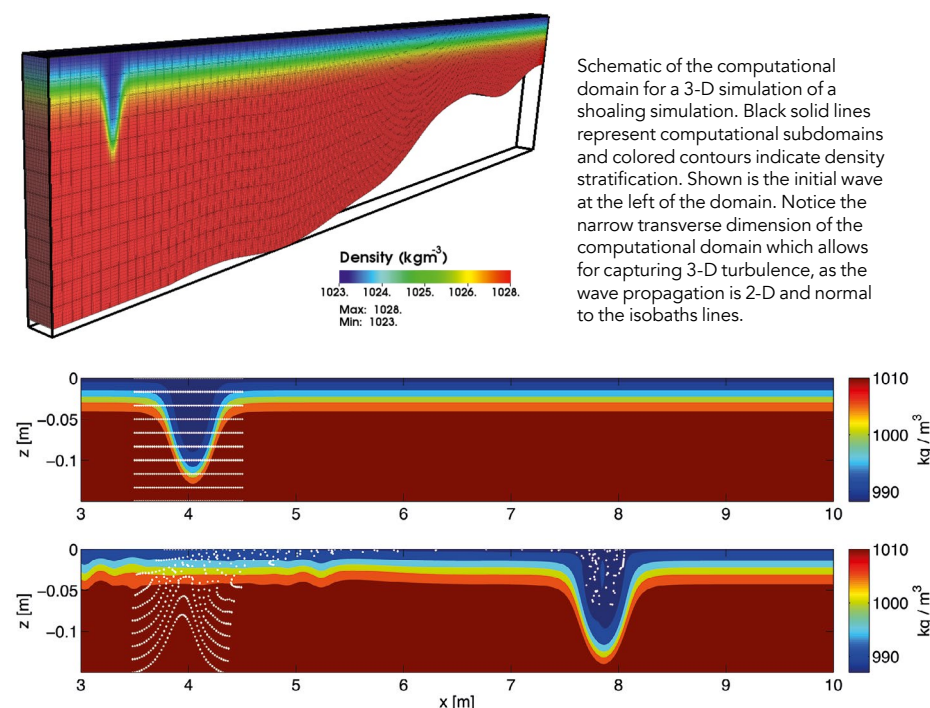 Schematic of the computational
domain for a 3-D simulation of a
shoaling simulation. Black solid lines
represent computational subdomains
and colored contours indicate density
stratification. Shown is the initial wave
at the left of the domain. Notice the
narrow transverse dimension of the
computational domain which allows
for capturing 3-D turbulence, as the
wave propagation is 2-D and normal
to the isobaths lines.
Density (kgm-3)
1023. 1024. 1025. 1026. 1028.
Max: 1028.
Min: 1023.
0
−0.05
−0.1
z [m]
3 4 5 6 7 8 9 10
1010
1000
990
kg / m3
0
−0.05
−0.1
z [m]
3 4 5 6 7 8 9 10
x [m]
1010
1000
990
kg / m3